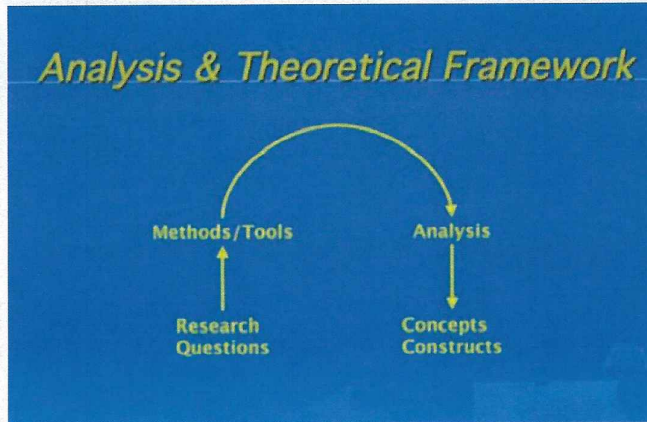 Analysis & Theoretical Framework
Methods/Tools
Analysis
Research
Questions
Concepts
Constructs